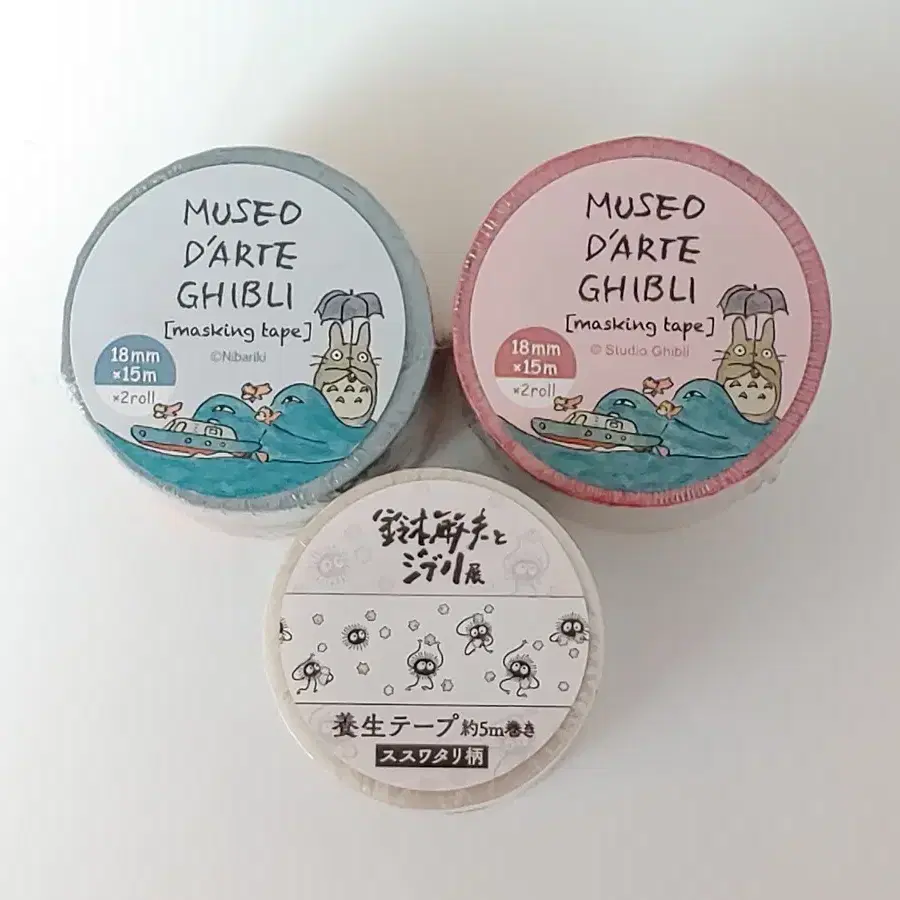 MUSEO
D'ARTE
GHIBLI
[masking tape]
©Nibariki
18mm
×15m
×2roll
MUSEO
D'ARTE
GHIBLI
[masking tape]
© Studio Ghibli
18mm
×15m
×2roll
鈴木敏夫と
ジブリ展
養生テープ 約5m巻き
ススワタリ柄